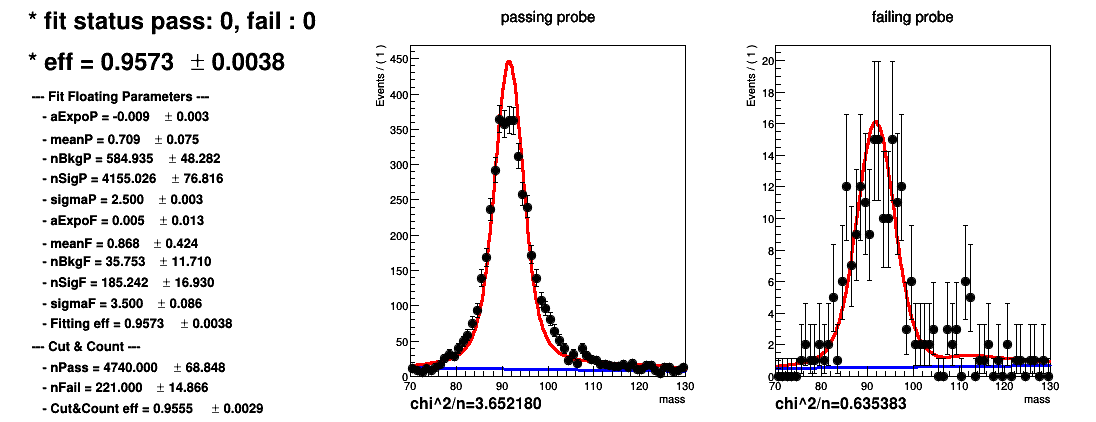 * fit status pass: 0, fail : 0
* eff = 0.9573 ± 0.0038
--- Fit Floating Parameters ---
- aExpoP = -0.009 ± 0.003
- meanP = 0.709 ± 0.075
- nBkgP = 584.935 ± 48.282
- nSigP = 4155.026 ± 76.816
- sigmaP = 2.500 ± 0.003
- aExpoF = 0.005 ± 0.013
- meanF = 0.868 ± 0.424
- nBkgF = 35.753 ± 11.710
- nSigF = 185.242 ± 16.930
- sigmaF = 3.500 ± 0.086
- Fitting eff = 0.9573 ± 0.0038
--- Cut & Count ---
- nPass = 4740.000 ± 68.848
- nFail = 221.000 ± 14.866
- Cut&Count eff = 0.9555 ± 0.0029
passing probe
Events / ( 1 )
450
400
350
300
250
200
150
100
50
0
70 80 90 100 110 120 130
mass
chi^2/n=3.652180
failing probe
Events / ( 1 )
20
18
16
14
12
10
8
6
4
2
0
70 80 90 100 110 120 130
mass
chi^2/n=0.635383